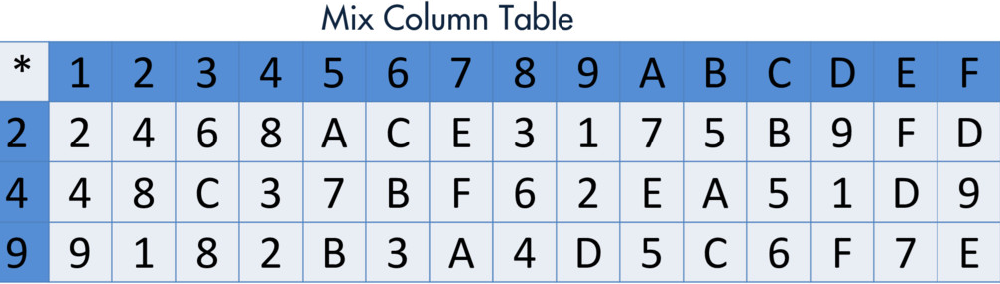 Mix Column Table
* 1 2 3 4 5 6 7 8 9 A B C D E F
2 2 4 6 8 A C E 3 1 7 5 B 9 F D
4 4 8 C 3 7 B F 6 2 E A 5 1 D 9
9 9 1 8 2 B 3 A 4 D 5 C 6 F 7 E